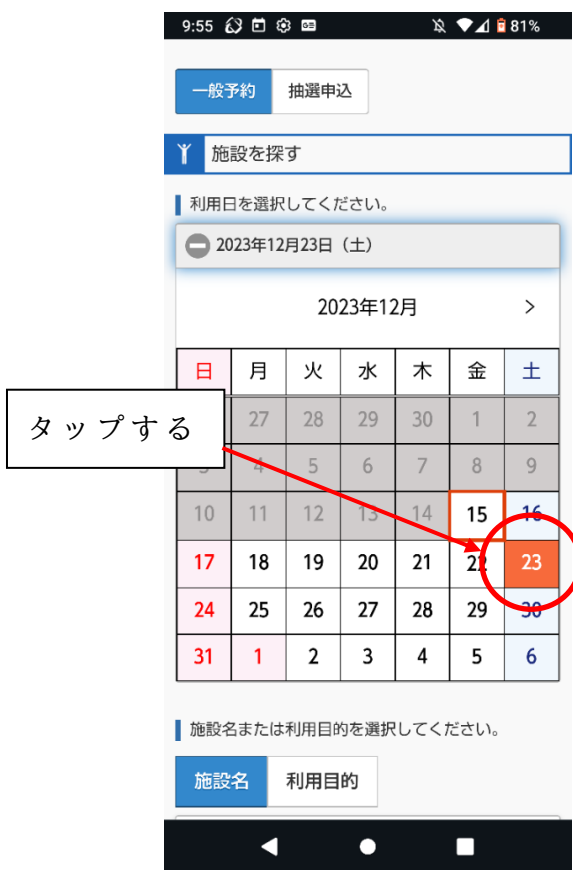 9:55 81%
一般予約 抽選申込
施設を探す
利用日を選択してください。
2023年12月23日（土）
2023年12月 >
日 月 火 水 木 金 土
27 28 29 30 1 2
タップする
3 4 5 6 7 8 9
10 11 12 13 14 15 16
17 18 19 20 21 22 23
24 25 26 27 28 29 30
31 1 2 3 4 5 6
施設名または利用目的を選択してください。
施設名 利用目的